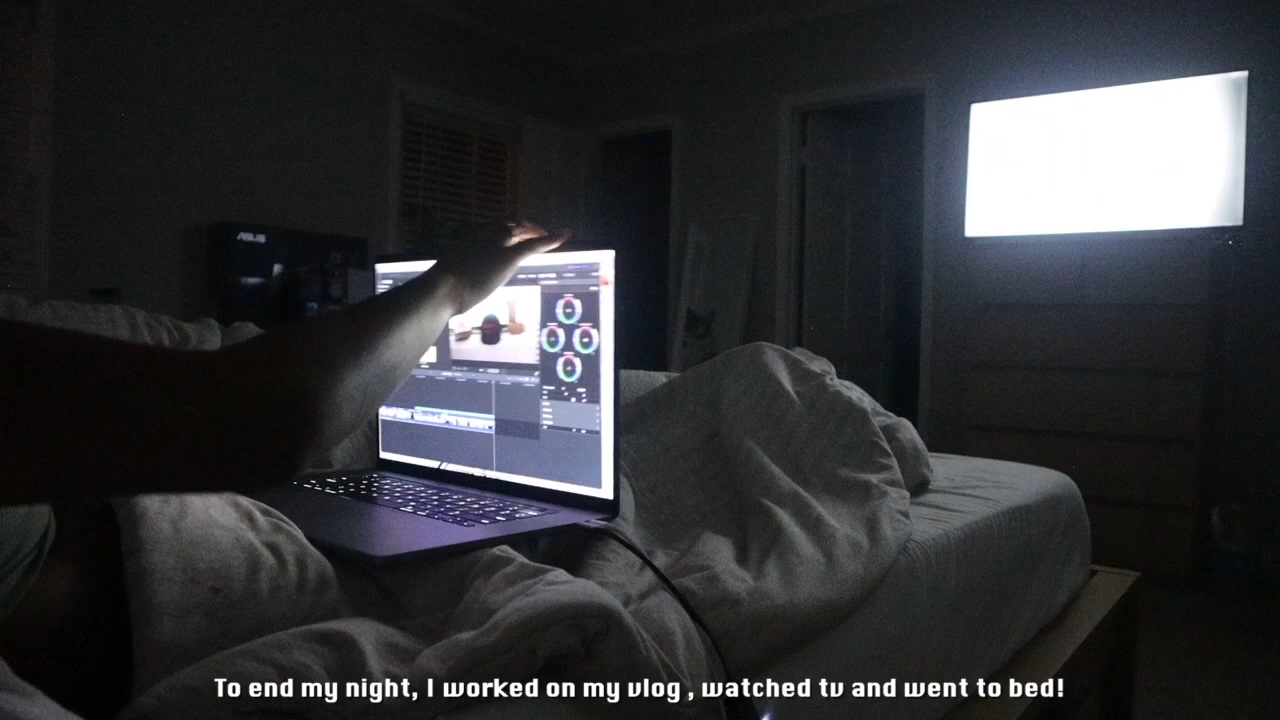 ASUS
To end my night, I worked on my vlog , watched tv and went to bed!